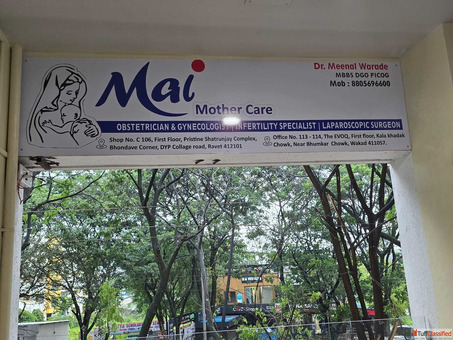 Mai
Mother Care
Dr. Meenal Warade
MBBS DGO FICOG
Mob : 8805696600
OBSTETRICIAN & GYNECOLOGIST | INFERTILITY SPECIALIST | LAPAROSCOPIC SURGEON
Shop No. C 106, First Floor, Pristine Shatrunjay Complex,
Bhondave Corner, DYP Collage road, Ravet 412101
Office No. 113 - 114, The EVOQ, First floor, Kala khadak
Chowk, Near Bhumkar Chowk, Wakad 411057.
TuffClassified